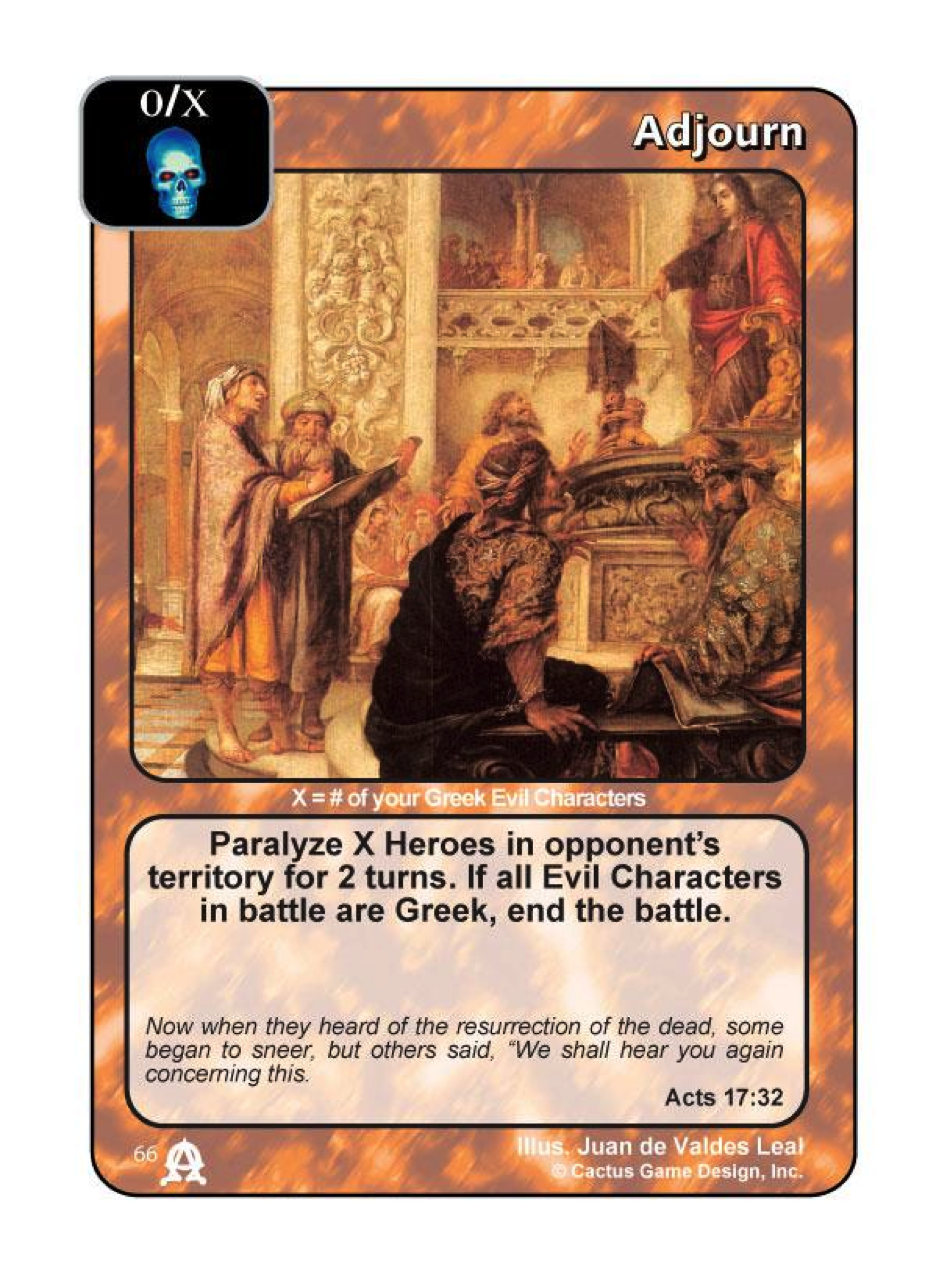 0/X
Adjourn
X = # of your Greek Evil Characters
Paralyze X Heroes in opponent's
territory for 2 turns. If all Evil Characters
in battle are Greek, end the battle.
Now when they heard of the resurrection of the dead, some
began to sneer, but others said, “We shall hear you again
concerning this.
Acts 17:32
66
Illus. Juan de Valdes Leal
© Cactus Game Design, Inc.